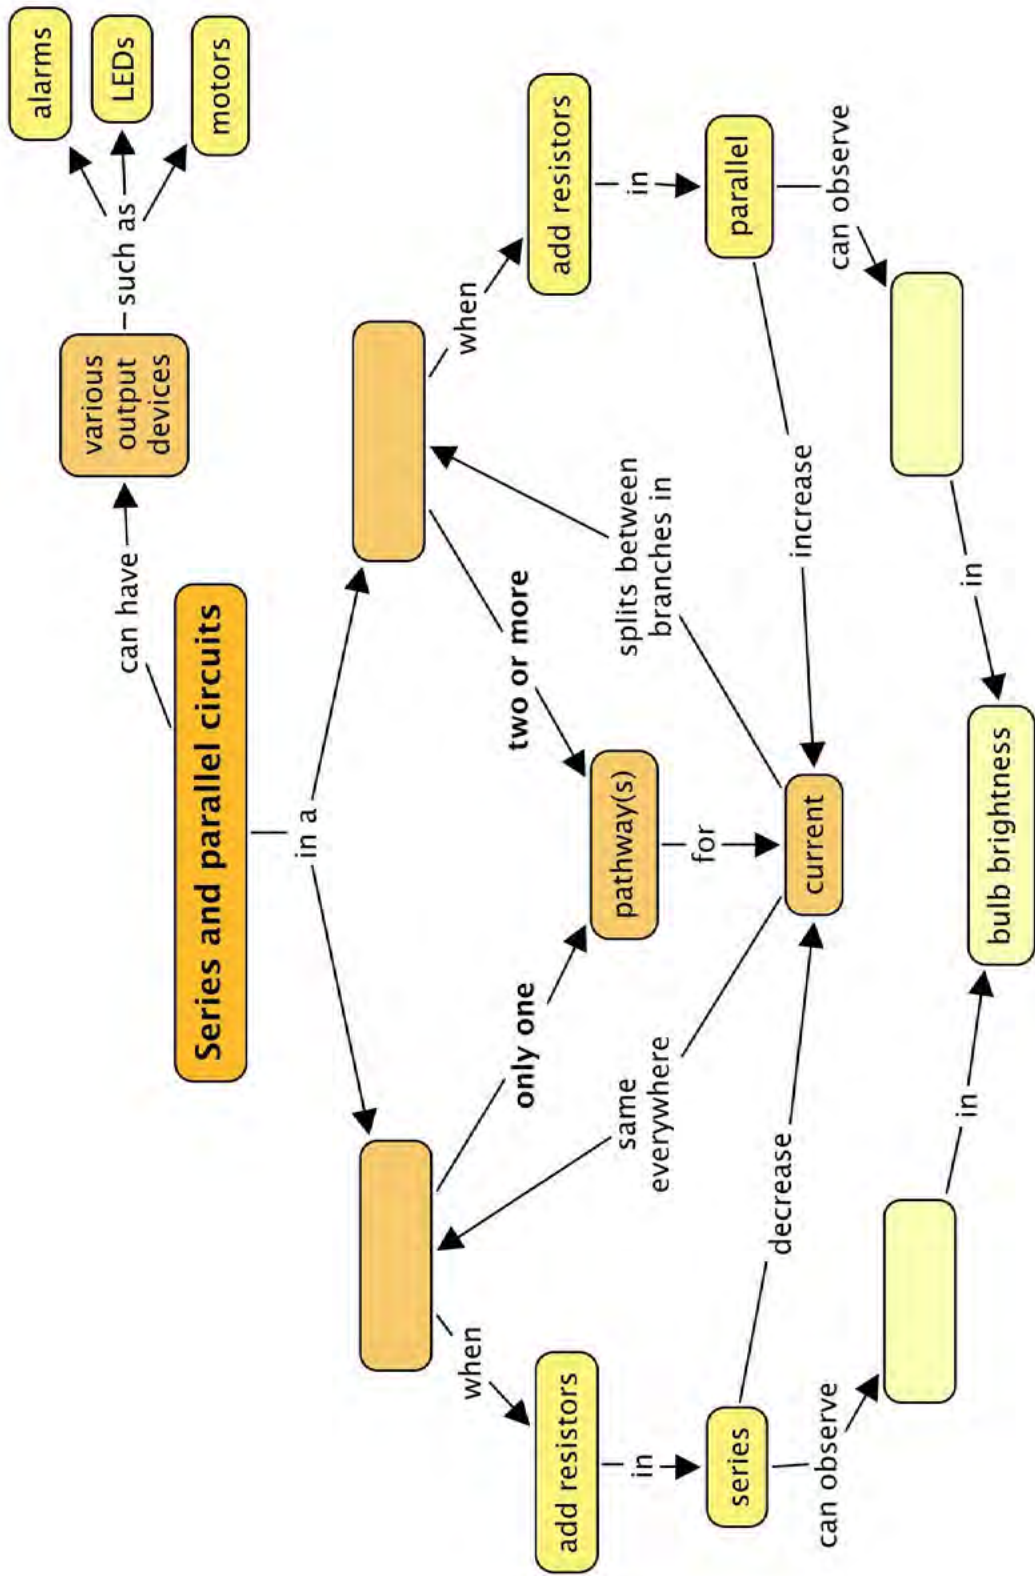 Series and parallel circuits
can have
various
output
devices
such as
alarms
LEDs
motors
in a
when
only one
two or more
when
add resistors
pathway(s)
add resistors
same
everywhere
splits between
branches in
in
for
in
series
decrease
current
increase
parallel
can observe
can observe
in
bulb brightness
in